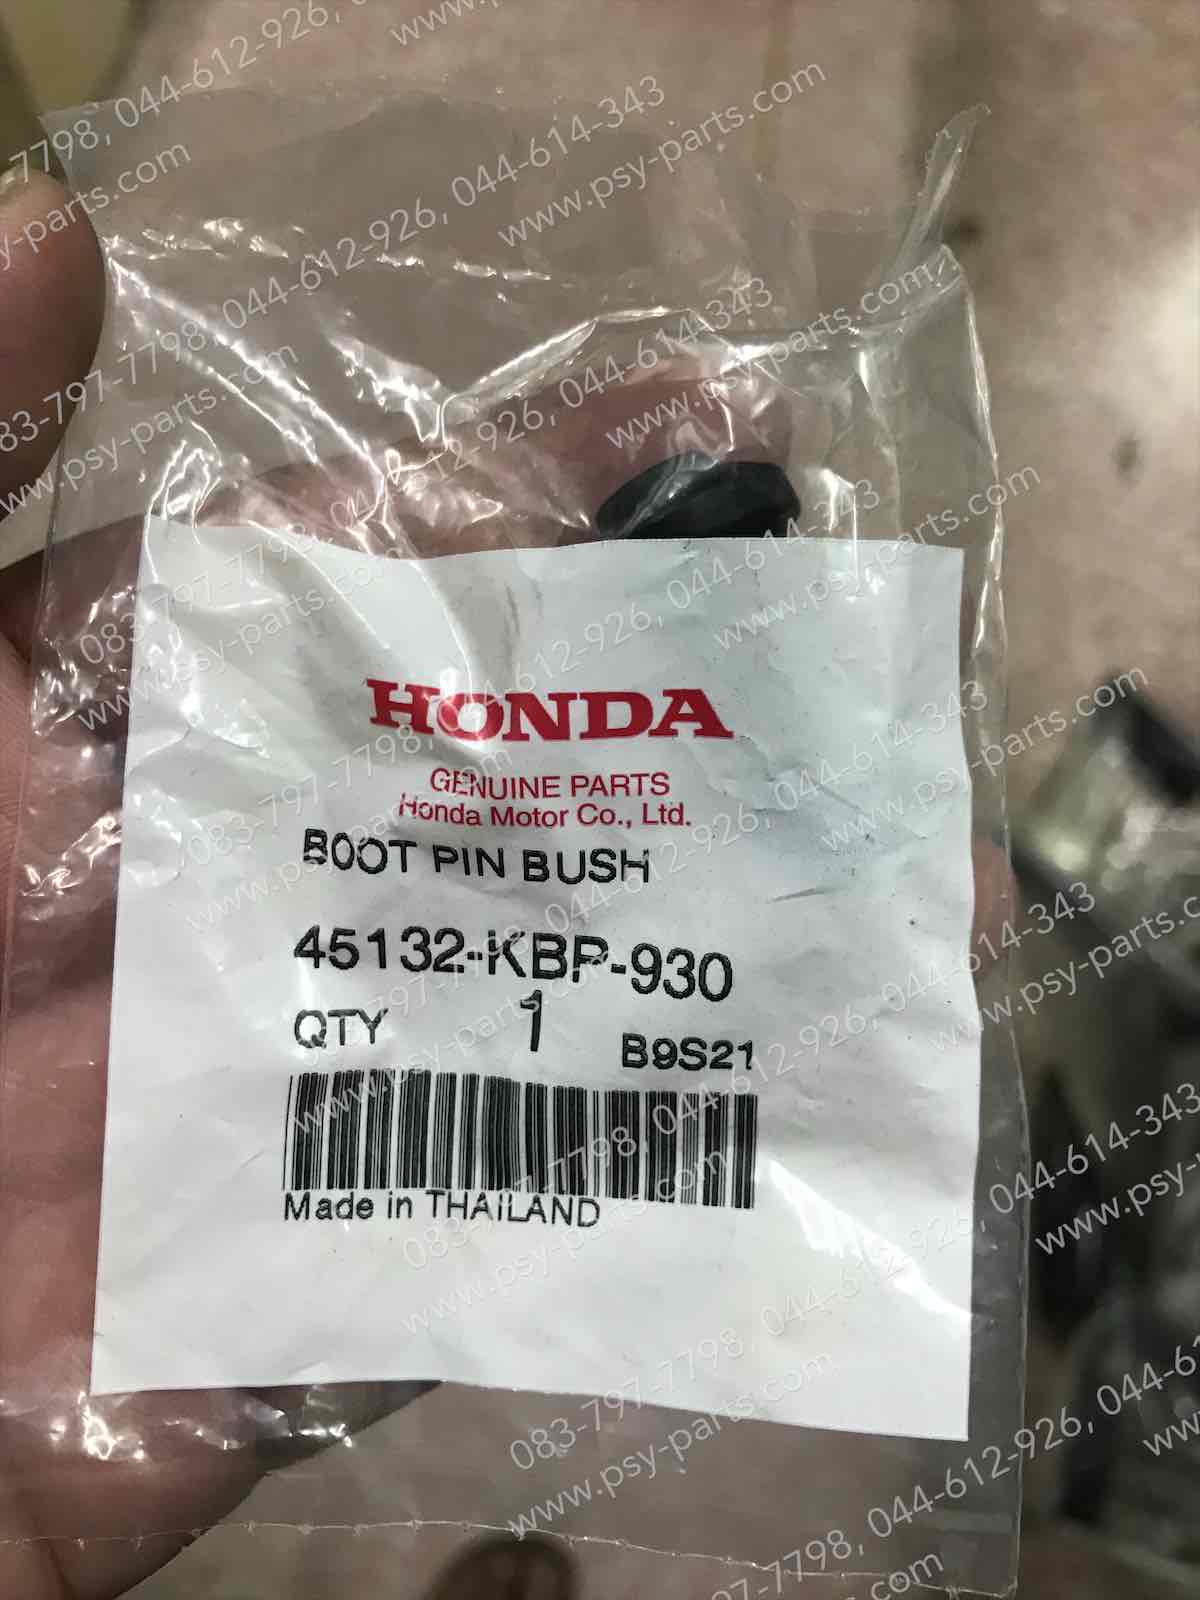 HONDA
GENUINE PARTS
Honda Motor Co., Ltd.
BOOT PIN BUSH
45132-KBP-930
QTY 1 B9S21
Made in THAILAND
083-797-7798, 044-612-926, 044-614-343
www.psy-parts.com